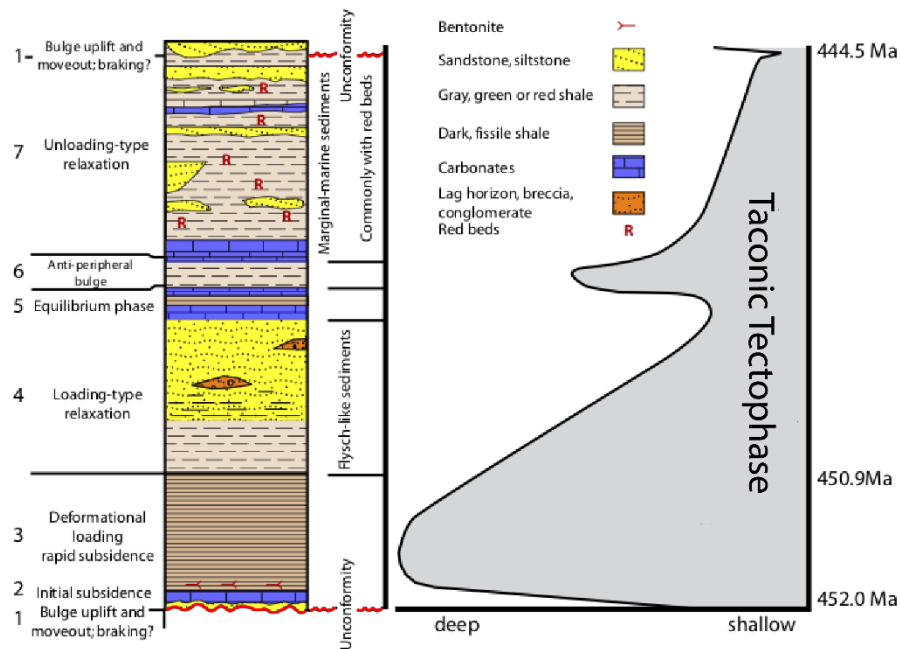 1
Bulge uplift and
moveout; braking?
7
Unloading-type
relaxation
6
Anti-peripheral
bulge
5
Equilibrium phase
4
Loading-type
relaxation
3
Deformational
loading
rapid subsidence
2
Initial subsidence
1
Bulge uplift and
moveout; braking?
R
R
R
R
R
R
Unconformity
Marginal-marine sediments
Commonly with red beds
Flysch-like sediments
Unconformity
Bentonite
Sandstone, siltstone
Gray, green or red shale
Dark, fissile shale
Carbonates
Lag horizon, breccia,
conglomerate
Red beds
R
Taconic Tectophase
444.5 Ma
450.9Ma
452.0 Ma
deep
shallow